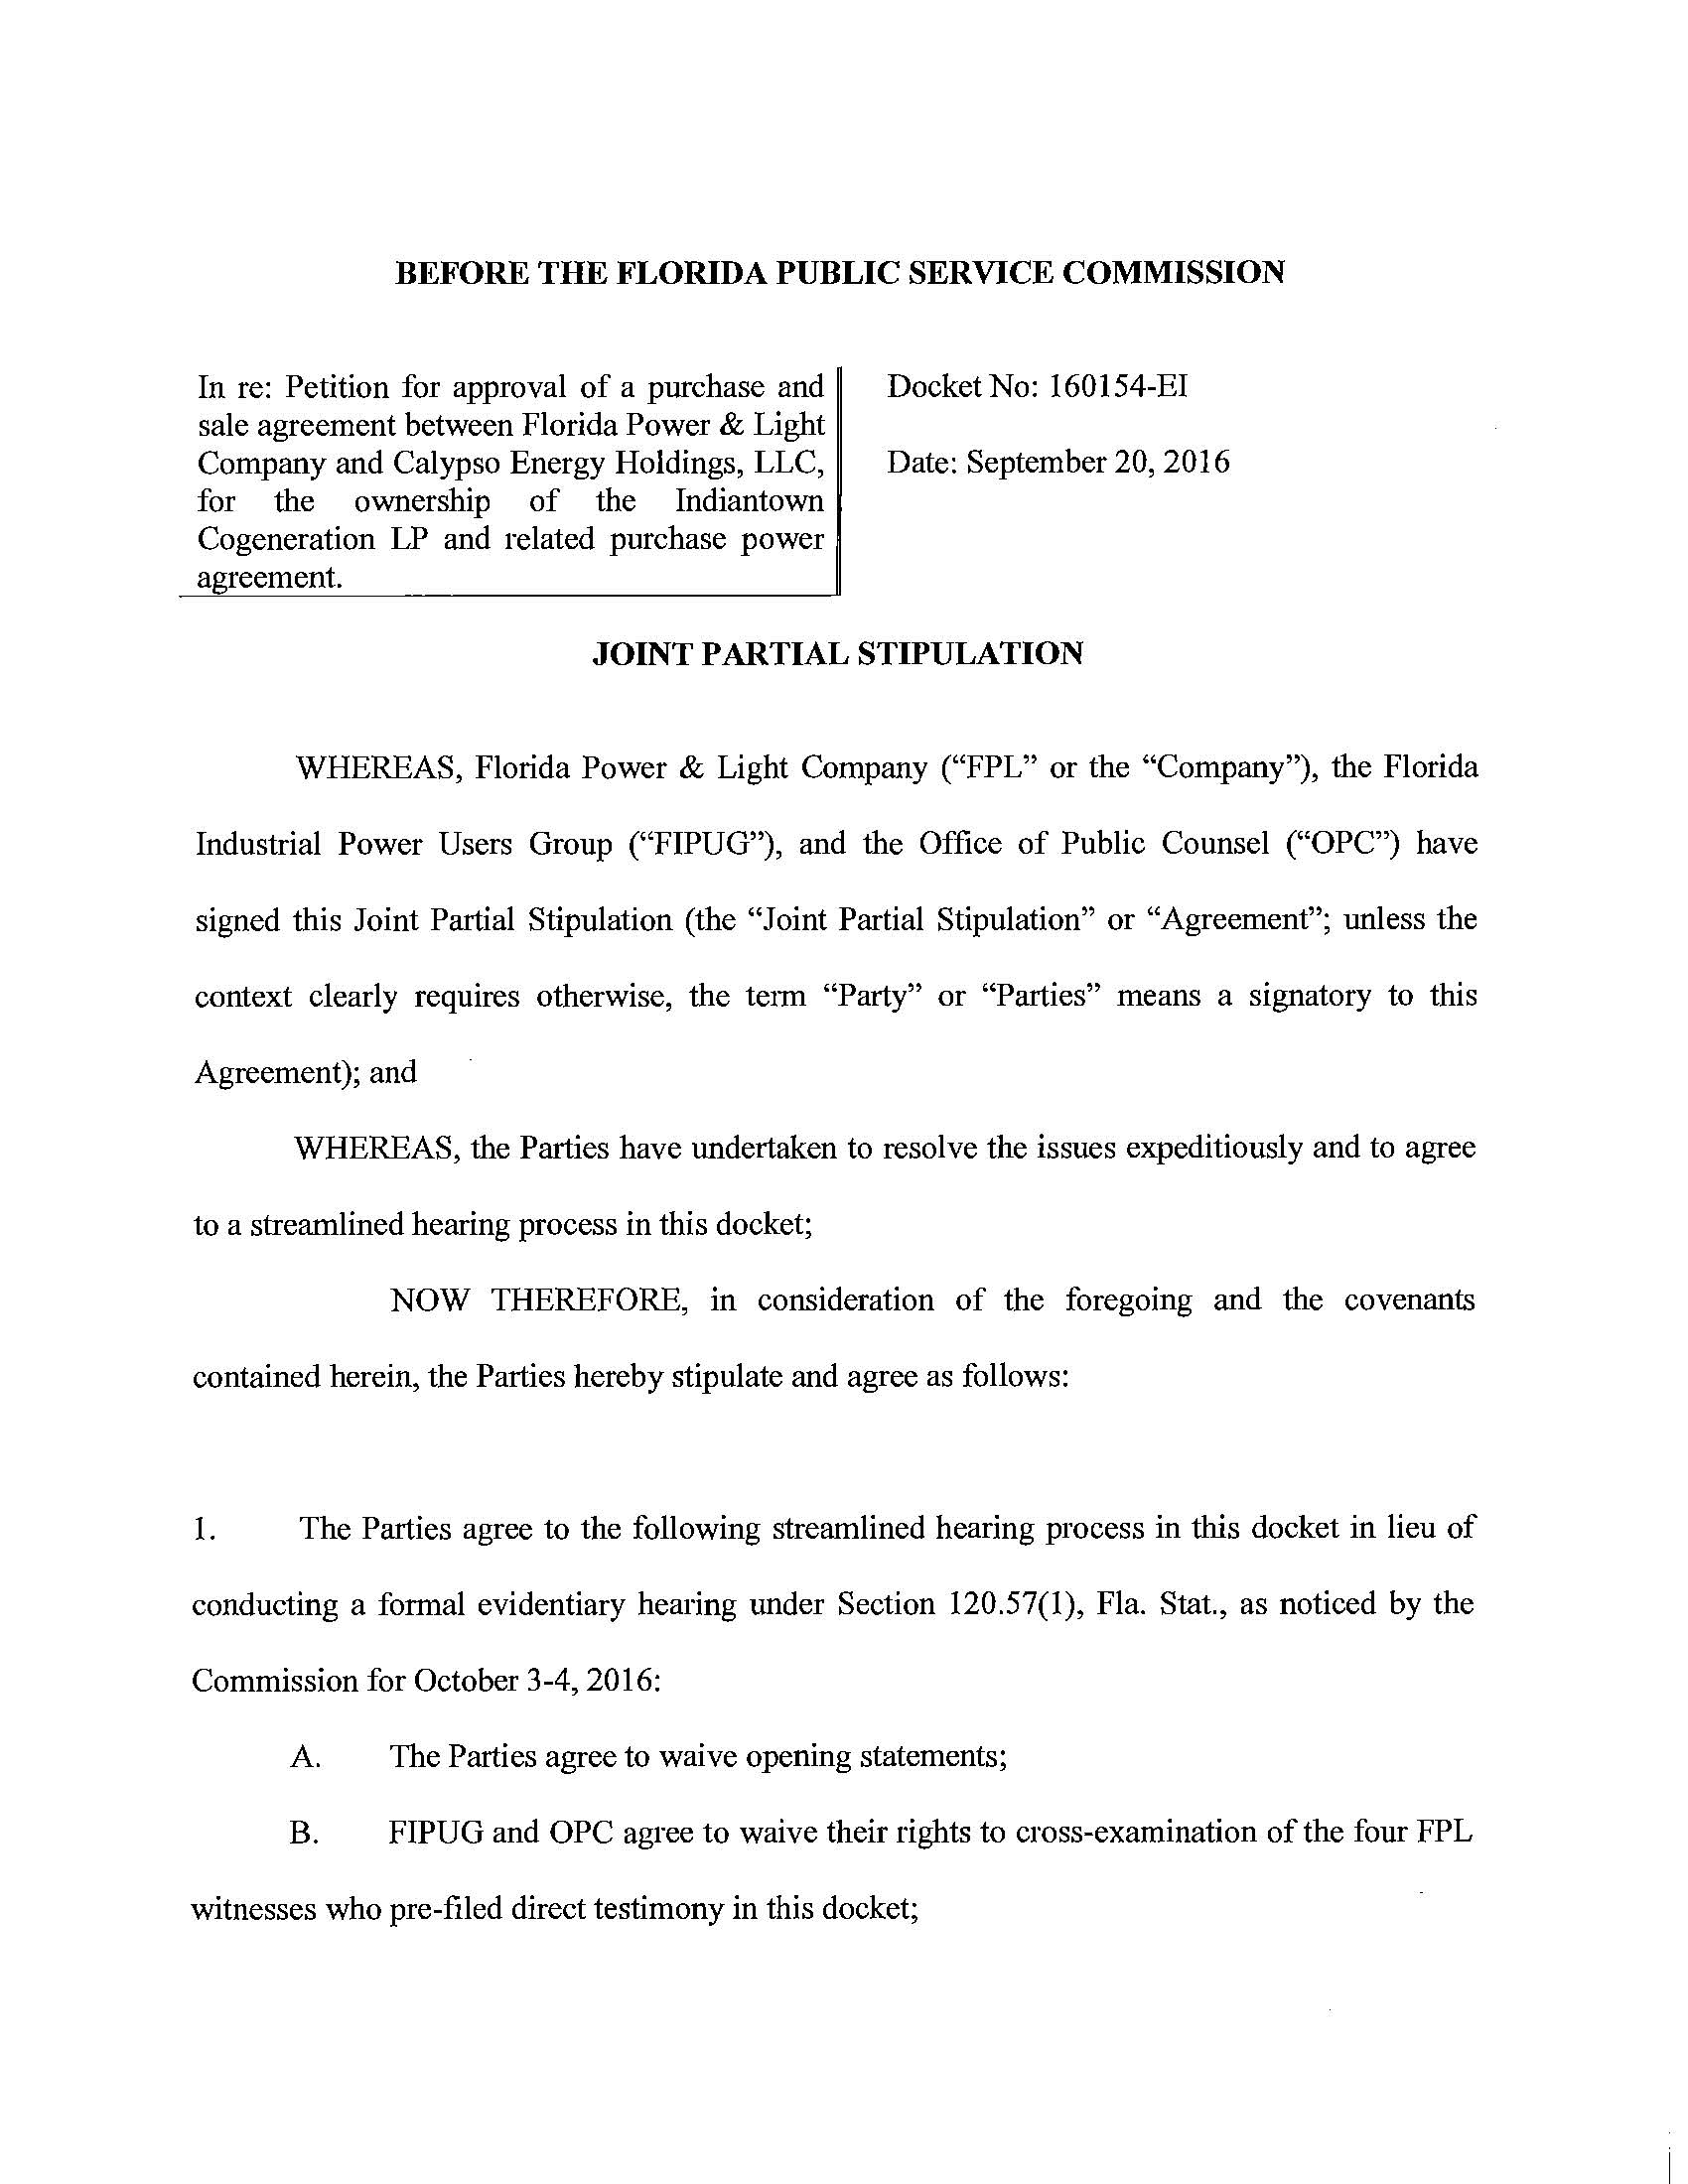 BEFORE THE FLORIDA PUBLIC SERVICE COMMISSION
In re: Petition for approval of a purchase and
sale agreement between Florida Power & Light
Company and Calypso Energy Holdings, LLC,
for the ownership of the Indiantown
Cogeneration LP and related purchase power
agreement.
Docket No: 160154-EI
Date: September 20, 2016
JOINT PARTIAL STIPULATION
WHEREAS, Florida Power & Light Company (“FPL” or the “Company”), the Florida
Industrial Power Users Group (“FIPUG”), and the Office of Public Counsel (“OPC”) have
signed this Joint Partial Stipulation (the “Joint Partial Stipulation” or “Agreement”; unless the
context clearly requires otherwise, the term “Party” or “Parties” means a signatory to this
Agreement); and
WHEREAS, the Parties have undertaken to resolve the issues expeditiously and to agree
to a streamlined hearing process in this docket;
NOW THEREFORE, in consideration of the foregoing and the covenants
contained herein, the Parties hereby stipulate and agree as follows:
1. The Parties agree to the following streamlined hearing process in this docket in lieu of
conducting a formal evidentiary hearing under Section 120.57(1), Fla. Stat., as noticed by the
Commission for October 3-4, 2016:
A. The Parties agree to waive opening statements;
B. FIPUG and OPC agree to waive their rights to cross-examination of the four FPL
witnesses who pre-filed direct testimony in this docket;